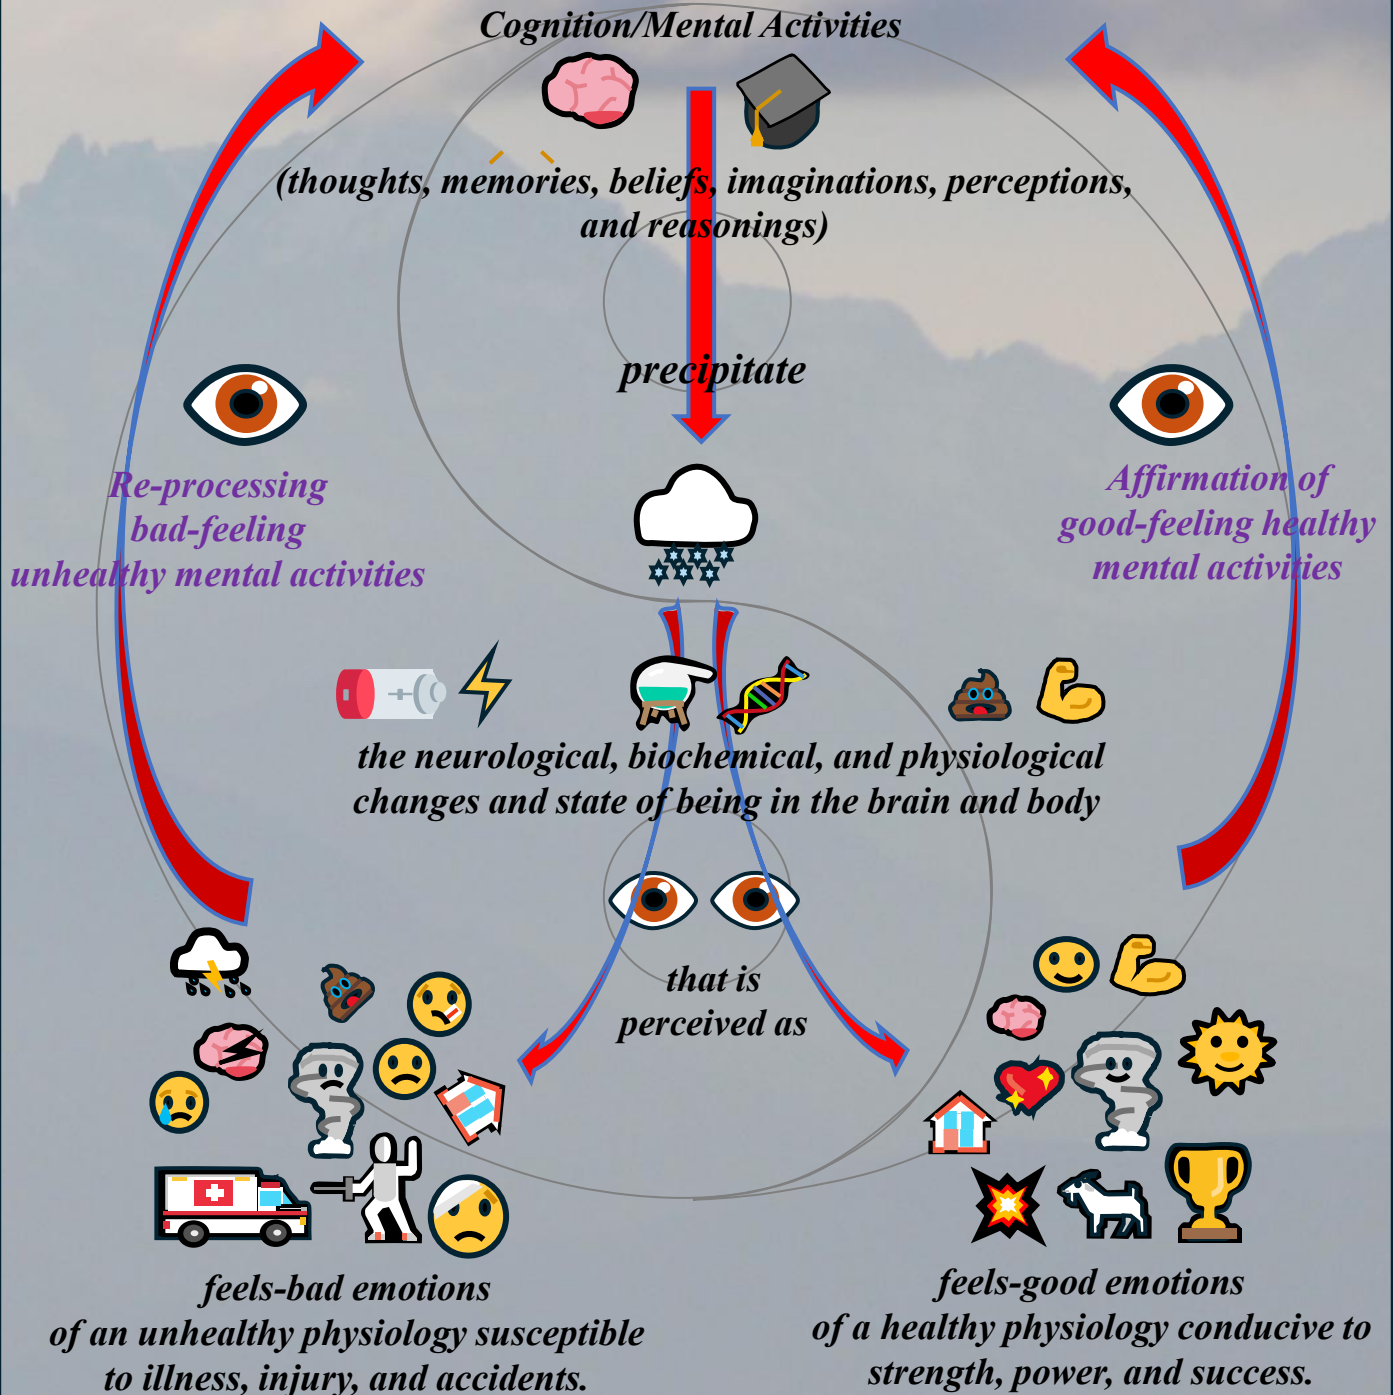 Cognition/Mental Activities
(thoughts, memories, beliefs, imaginations, perceptions,
and reasonings)
precipitate
Re-processing
bad-feeling
unhealthy mental activities
Affirmation of
good-feeling healthy
mental activities
the neurological, biochemical, and physiological
changes and state of being in the brain and body
that is
perceived as
feels-bad emotions
of an unhealthy physiology susceptible
to illness, injury, and accidents.
feels-good emotions
of a healthy physiology conducive to
strength, power, and success.